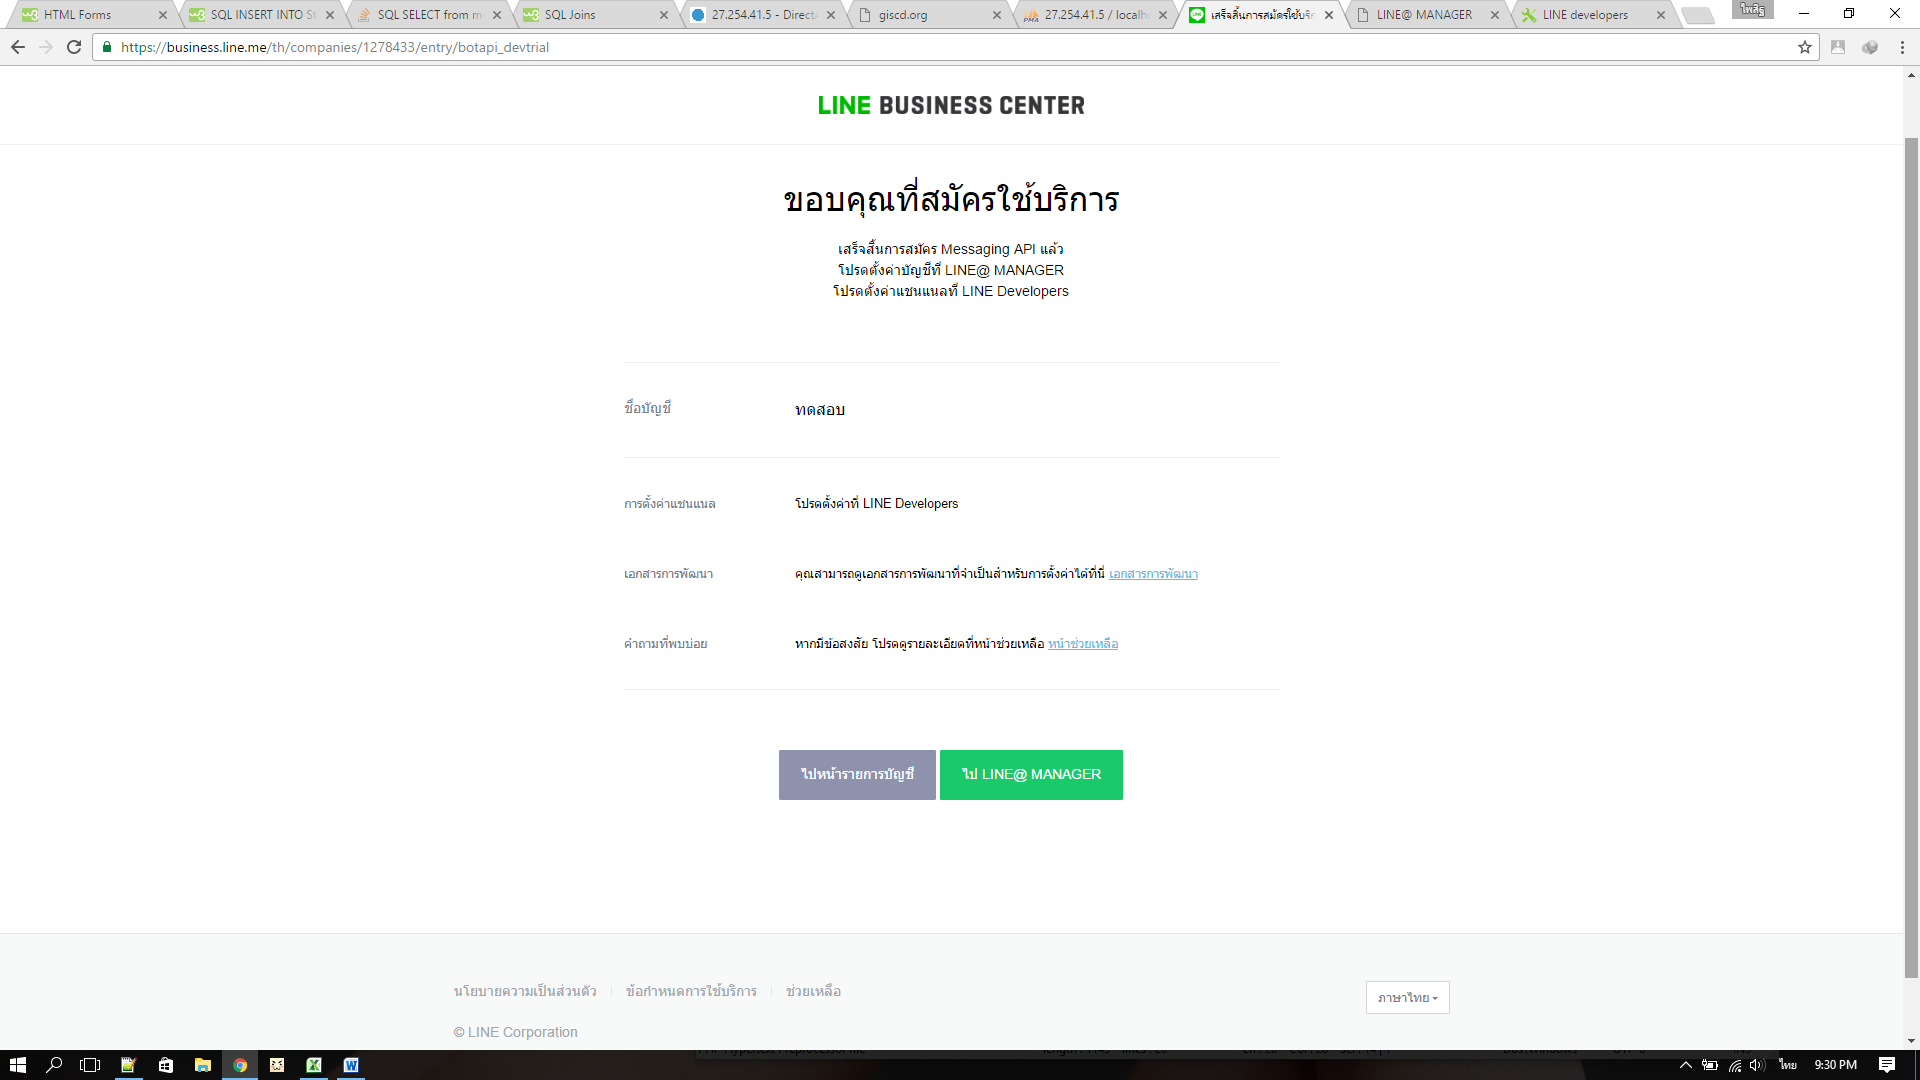 HTML Forms
SQL INSERT INTO St
SQL SELECT from m
SQL Joins
27.254.41.5 - Direct
giscd.org
27.254.41.5 / localh
เสร็จสิ้นการสมัครใช้บริก
LINE@ MANAGER
LINE developers
ไพสิฐ
https://business.line.me/th/companies/1278433/entry/botapi_devtrial
LINE BUSINESS CENTER
ขอบคุณที่สมัครใช้บริการ
เสร็จสิ้นการสมัคร Messaging API แล้ว
โปรดตั้งค่าบัญชีที่ LINE@ MANAGER
โปรดตั้งค่าแชนแนลที่ LINE Developers
ชื่อบัญชี ทดสอบ
การตั้งค่าแชนแนล โปรดตั้งค่าที่ LINE Developers
เอกสารการพัฒนา คุณสามารถดูเอกสารการพัฒนาที่จำเป็นสำหรับการตั้งค่าได้ที่นี่ เอกสารการพัฒนา
คำถามที่พบบ่อย หากมีข้อสงสัย โปรดดูรายละเอียดที่หน้าช่วยเหลือ หน้าช่วยเหลือ
ไปหน้ารายการบัญชี ไป LINE@ MANAGER
นโยบายความเป็นส่วนตัว ข้อกำหนดการใช้บริการ ช่วยเหลือ
ภาษาไทย
© LINE Corporation
ไทย 9:30 PM